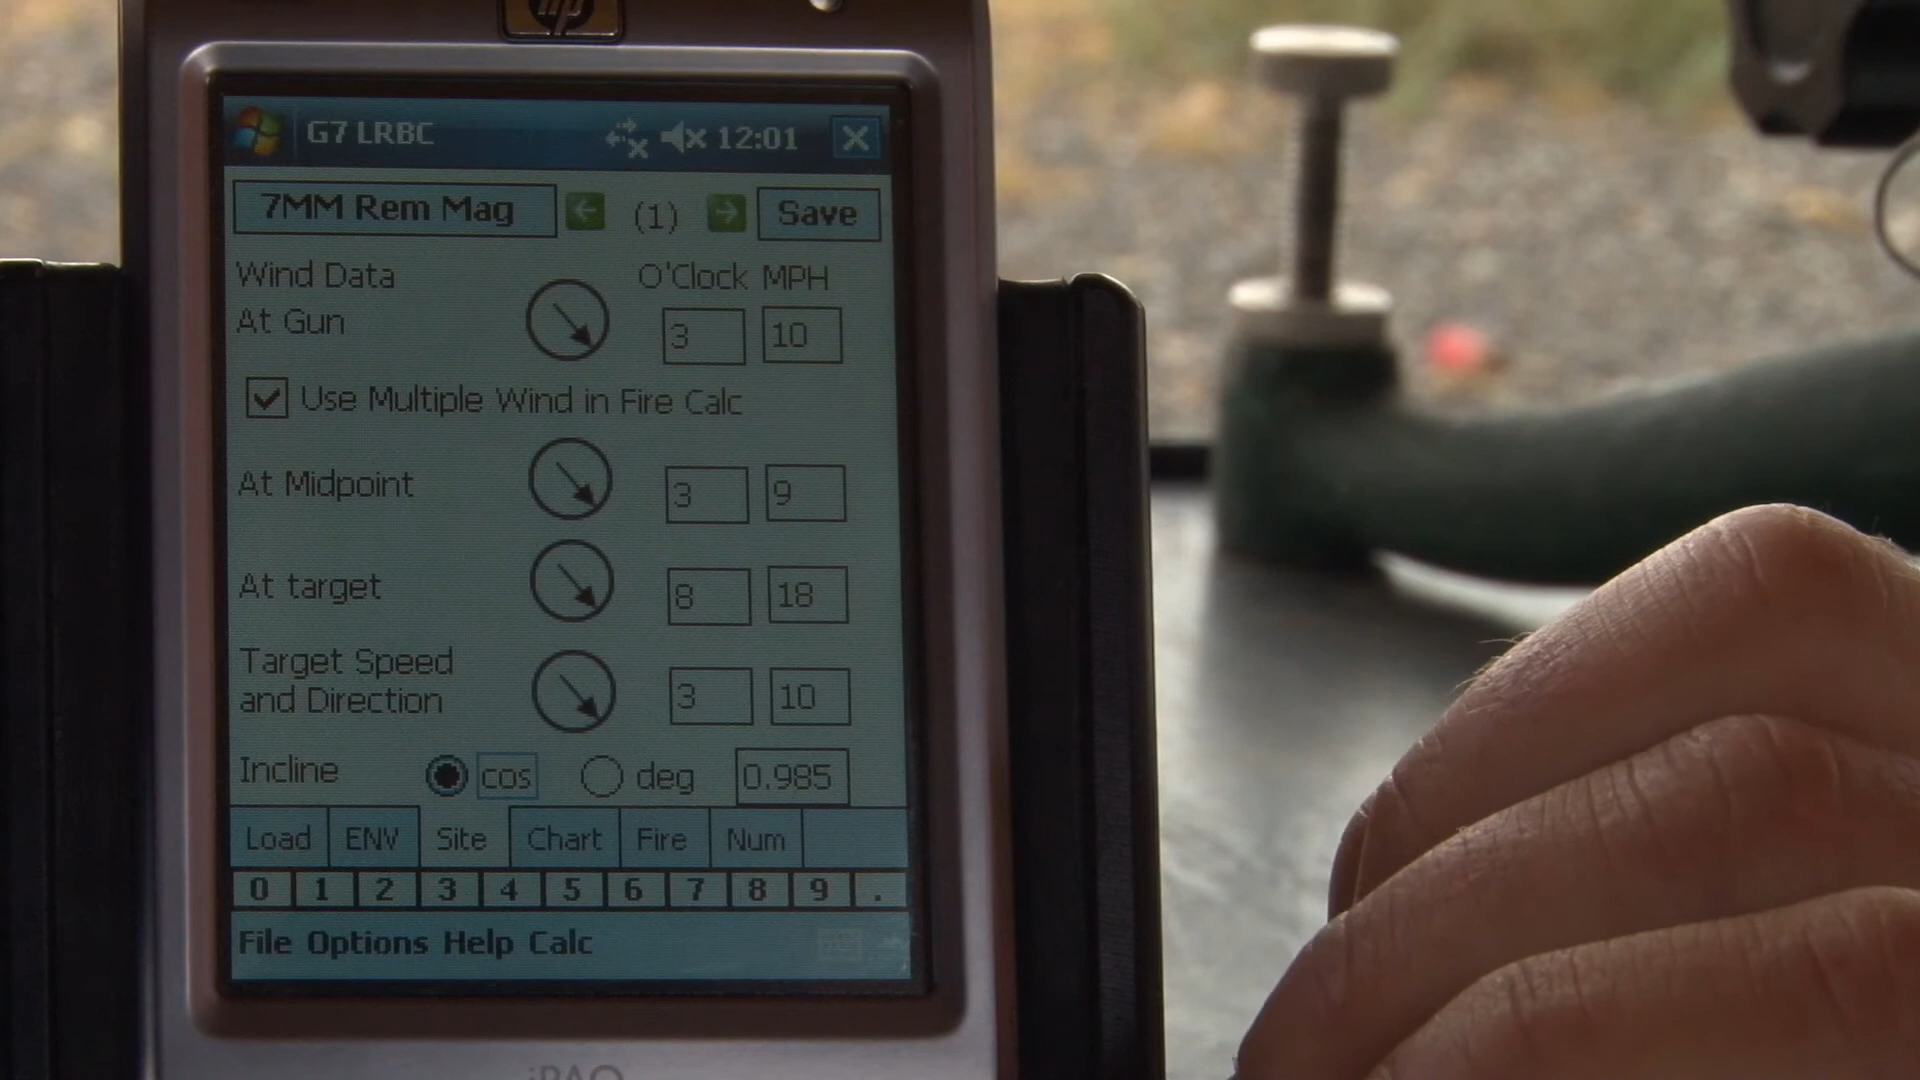 hp
G7 LRBC 12:01
7MM Rem Mag (1) Save
Wind Data O'Clock MPH
At Gun 3 10
Use Multiple Wind in Fire Calc
At Midpoint 3 9
At target 8 18
Target Speed
and Direction 3 10
Incline cos deg 0.985
Load ENV Site Chart Fire Num
0 1 2 3 4 5 6 7 8 9 .
File Options Help Calc
iPAQ